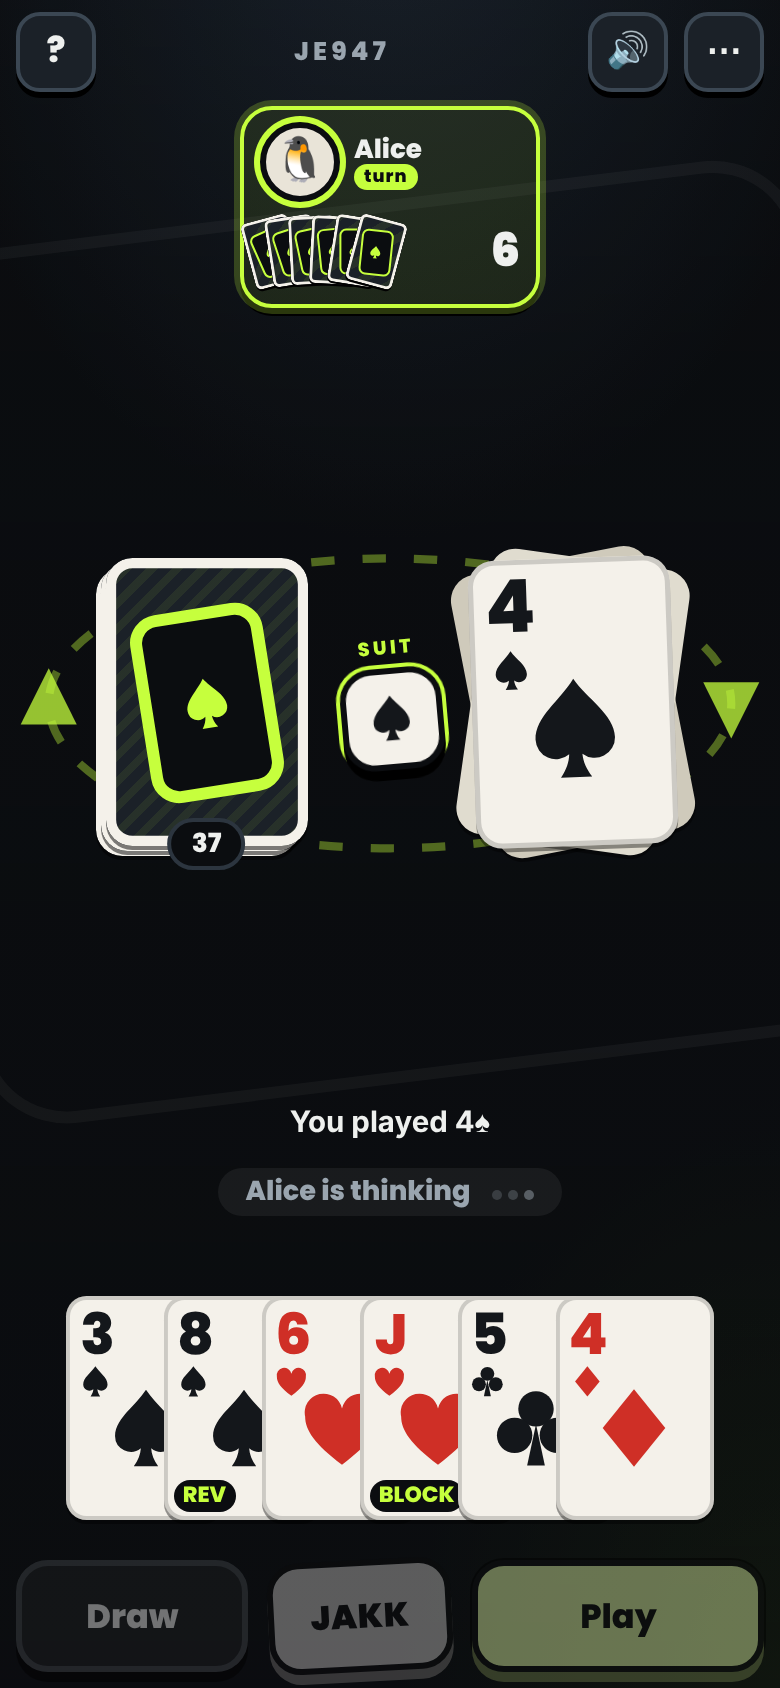 ?
JE947
...
Alice
turn
6
SUIT
4
37
You played 4♠
Alice is thinking
3 8 6 J 5 4
REV BLOCK
Draw JAKK Play